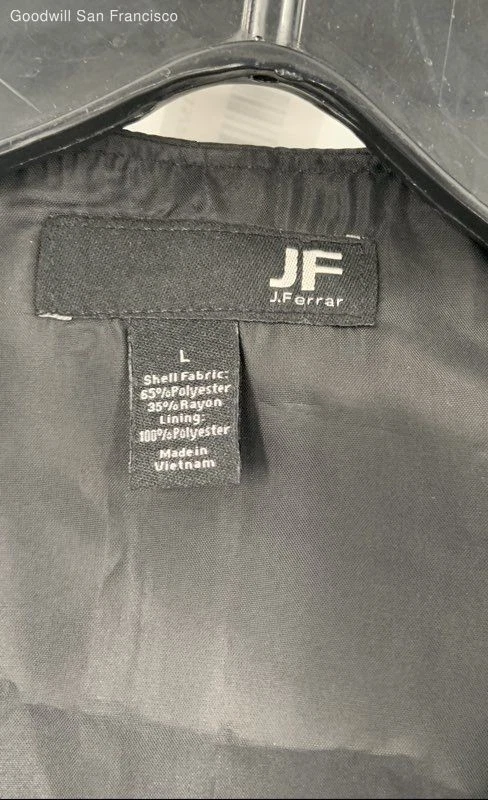 Goodwill San Francisco
JF
J.Ferrar
L
Shell Fabric:
65%Polyester
35%Rayon
Lining:
100%Polyester
Made in
Vietnam